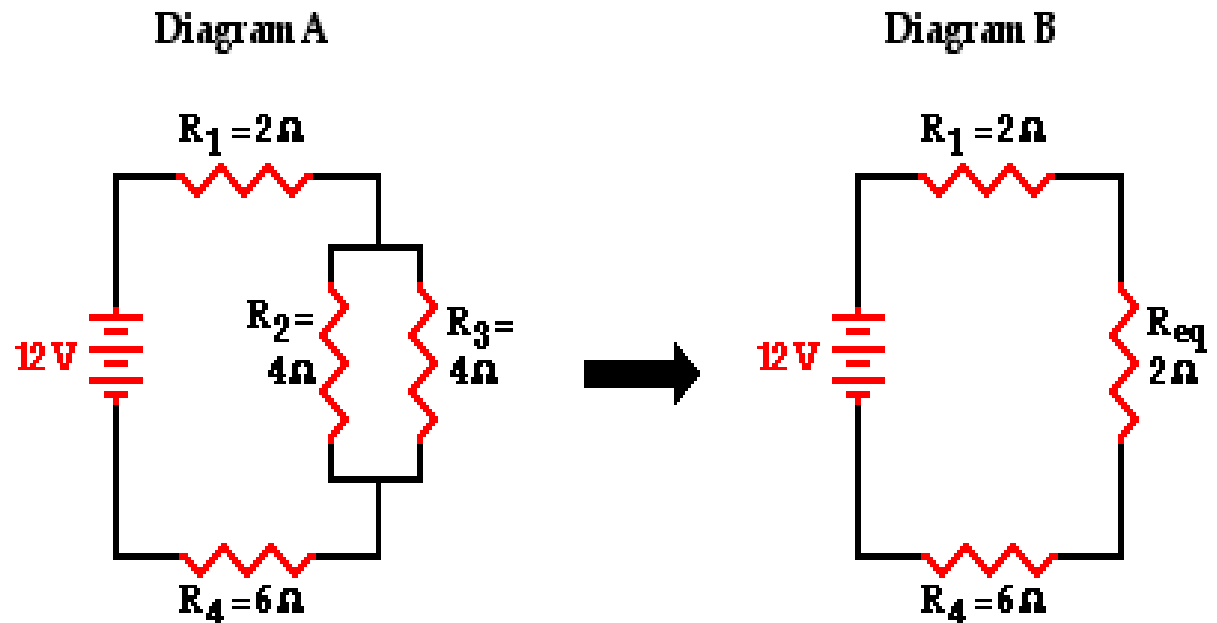 Diagram A
Diagram B
R1 = 2 Ω
12 V
R2 =
4 Ω
R3 =
4 Ω
R4 = 6 Ω
R1 = 2 Ω
12 V
Req
2 Ω
R4 = 6 Ω